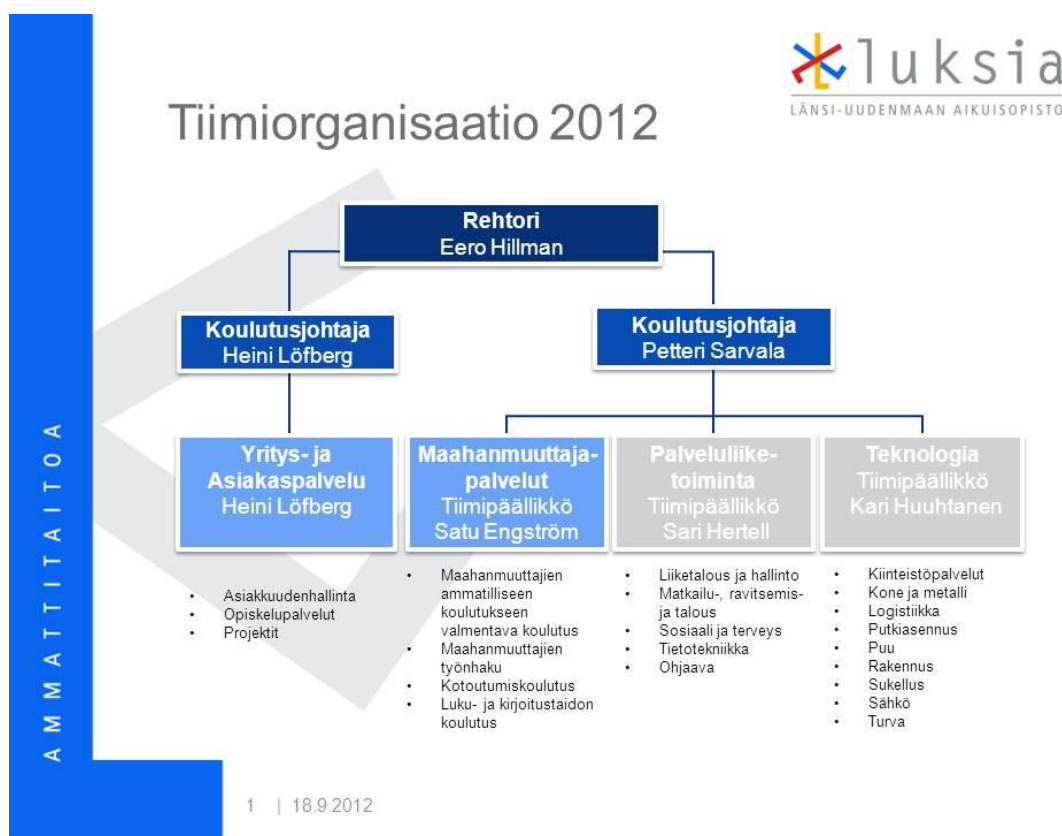 luksia
LÄNSI-UUDENMAAN AIKUISOPISTO
Tiimiorganisaatio 2012
Rehtori
Eero Hillman
Koulutusjohtaja
Heini Löfberg
Koulutusjohtaja
Petteri Sarvala
Yritys- ja
Asiakaspalvelu
Heini Löfberg
Maahanmuuttaja-
palvelut
Tiimipäällikkö
Satu Engström
Palveluliike-
toiminta
Tiimipäällikkö
Sari Hertell
Teknologia
Tiimipäällikkö
Kari Huuhtanen
• Asiakkuudenhallinta
• Opiskelupalvelut
• Projektit
• Maahanmuuttajien
ammatilliseen
koulutukseen
valmentava koulutus
• Maahanmuuttajien
työnhaku
• Kotoutumiskoulutus
• Luku- ja kirjoitustaidon
koulutus
• Liiketalous ja hallinto
• Matkailu-, ravitsemis-
ja talous
• Sosiaali ja terveys
• Tietotekniikka
• Ohjaava
• Kiinteistöpalvelut
• Kone ja metalli
• Logistiikka
• Putkiasennus
• Puu
• Rakennus
• Sukellus
• Sähkö
• Turva
AMMATTITAITOA
1 | 18.9.2012